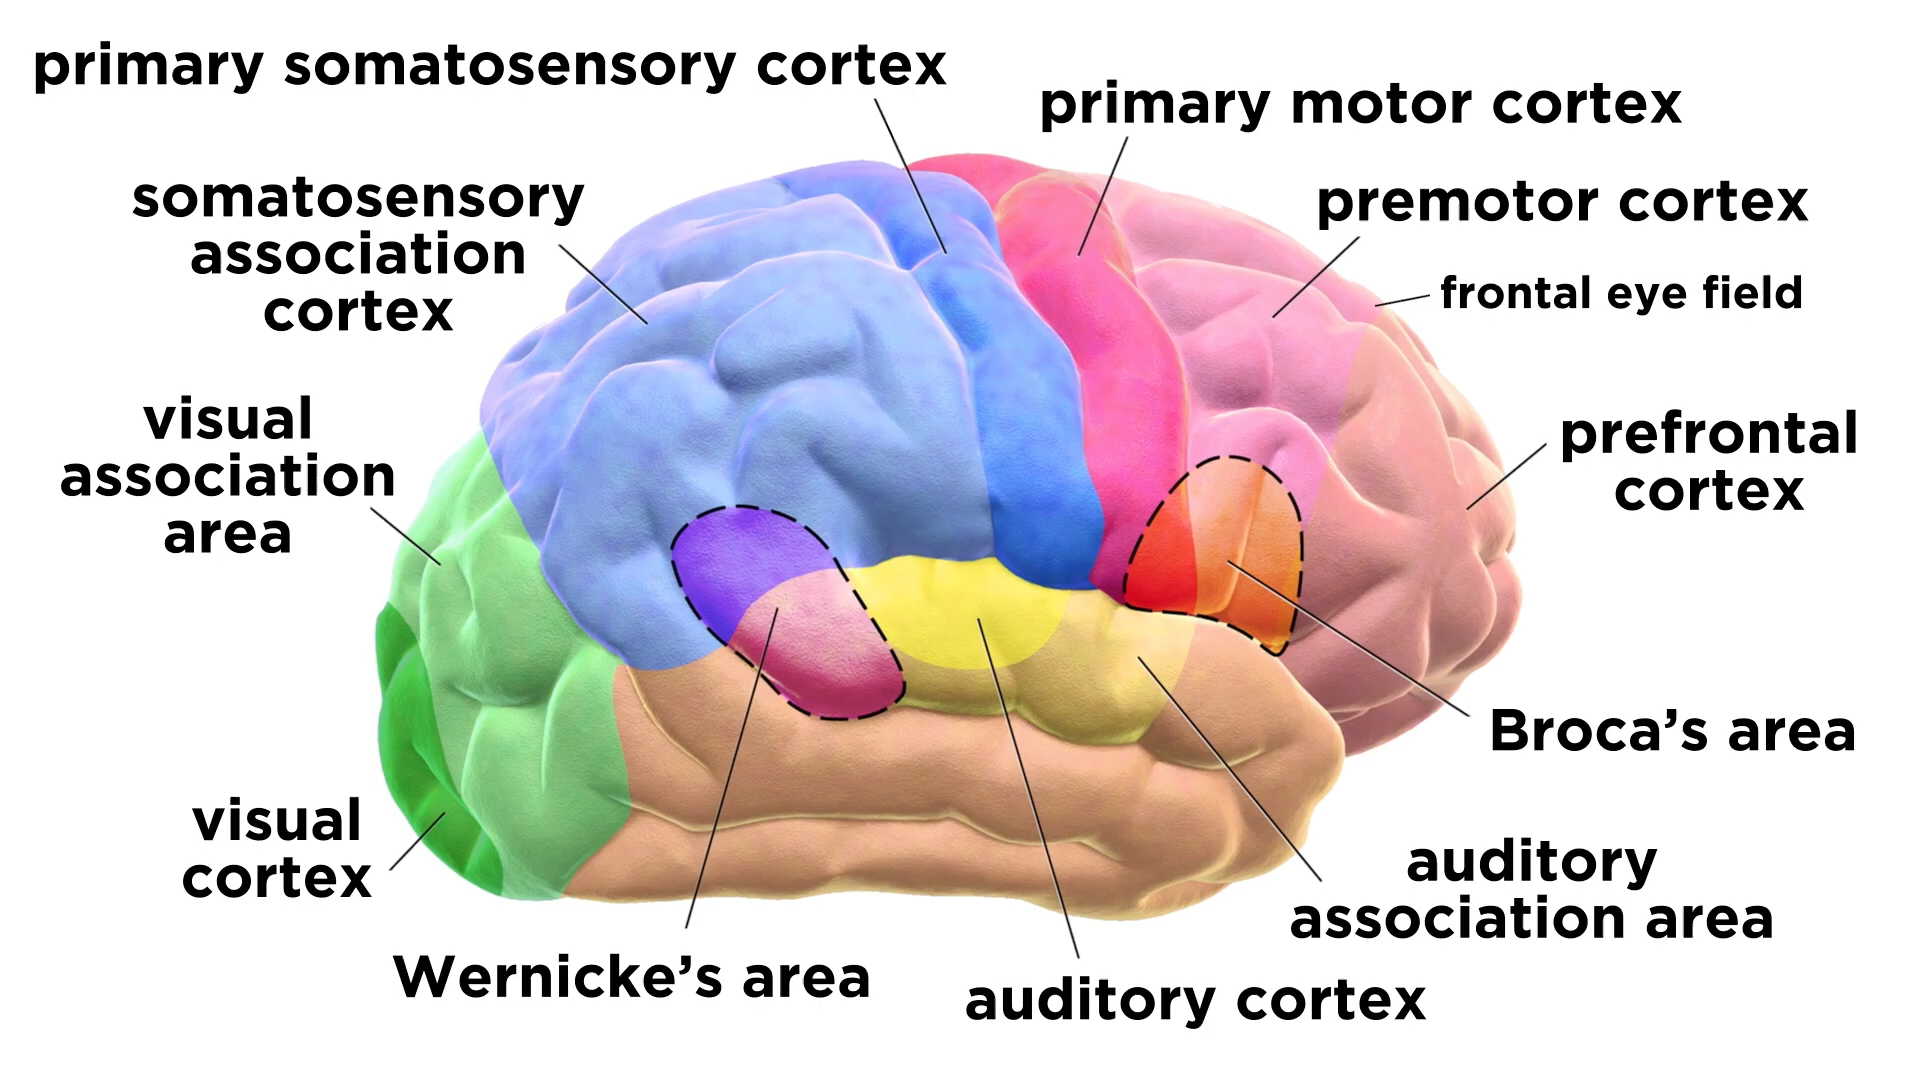 primary somatosensory cortex
primary motor cortex
somatosensory
association
cortex
premotor cortex
frontal eye field
visual
association
area
prefrontal
cortex
Broca’s area
visual
cortex
auditory
association area
Wernicke’s area
auditory cortex